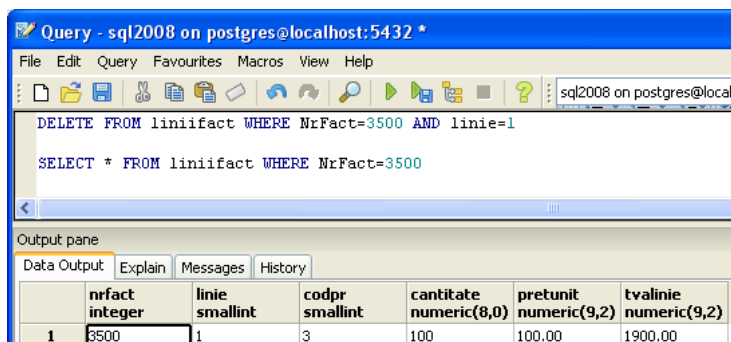 Query - sql2008 on postgres@localhost:5432 *
File Edit Query Favourites Macros View Help
sql2008 on postgres@local
DELETE FROM liniifact WHERE NrFact=3500 AND linie=1
SELECT * FROM liniifact WHERE NrFact=3500
Output pane
Data Output Explain Messages History
nrfact linie codpr cantitate pretunit tvalinie
integer smallint smallint numeric(8,0) numeric(9,2) numeric(9,2)
1 3500 1 3 100 100.00 1900.00